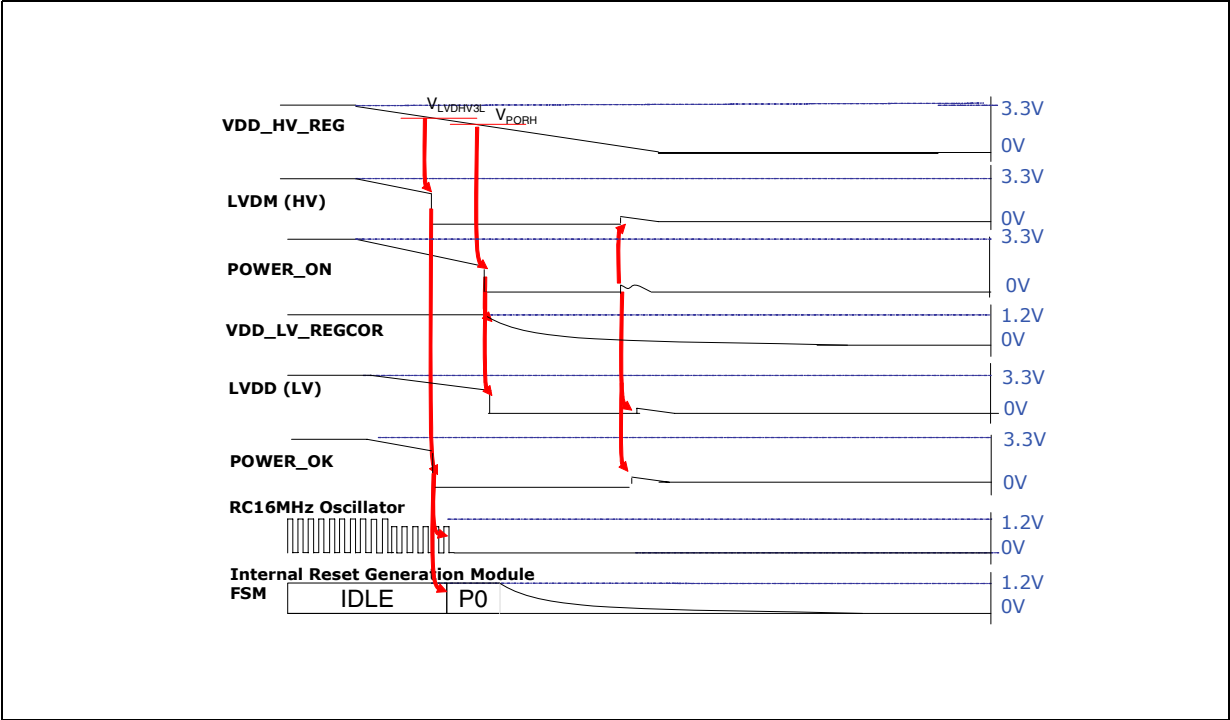 V_LVDHV3L
V_PORH
VDD_HV_REG
3.3V
0V
LVDM (HV)
3.3V
0V
POWER_ON
3.3V
0V
VDD_LV_REGCOR
1.2V
0V
LVDD (LV)
3.3V
0V
POWER_OK
3.3V
0V
RC16MHz Oscillator
1.2V
0V
Internal Reset Generation Module
FSM
IDLE
P0
1.2V
0V